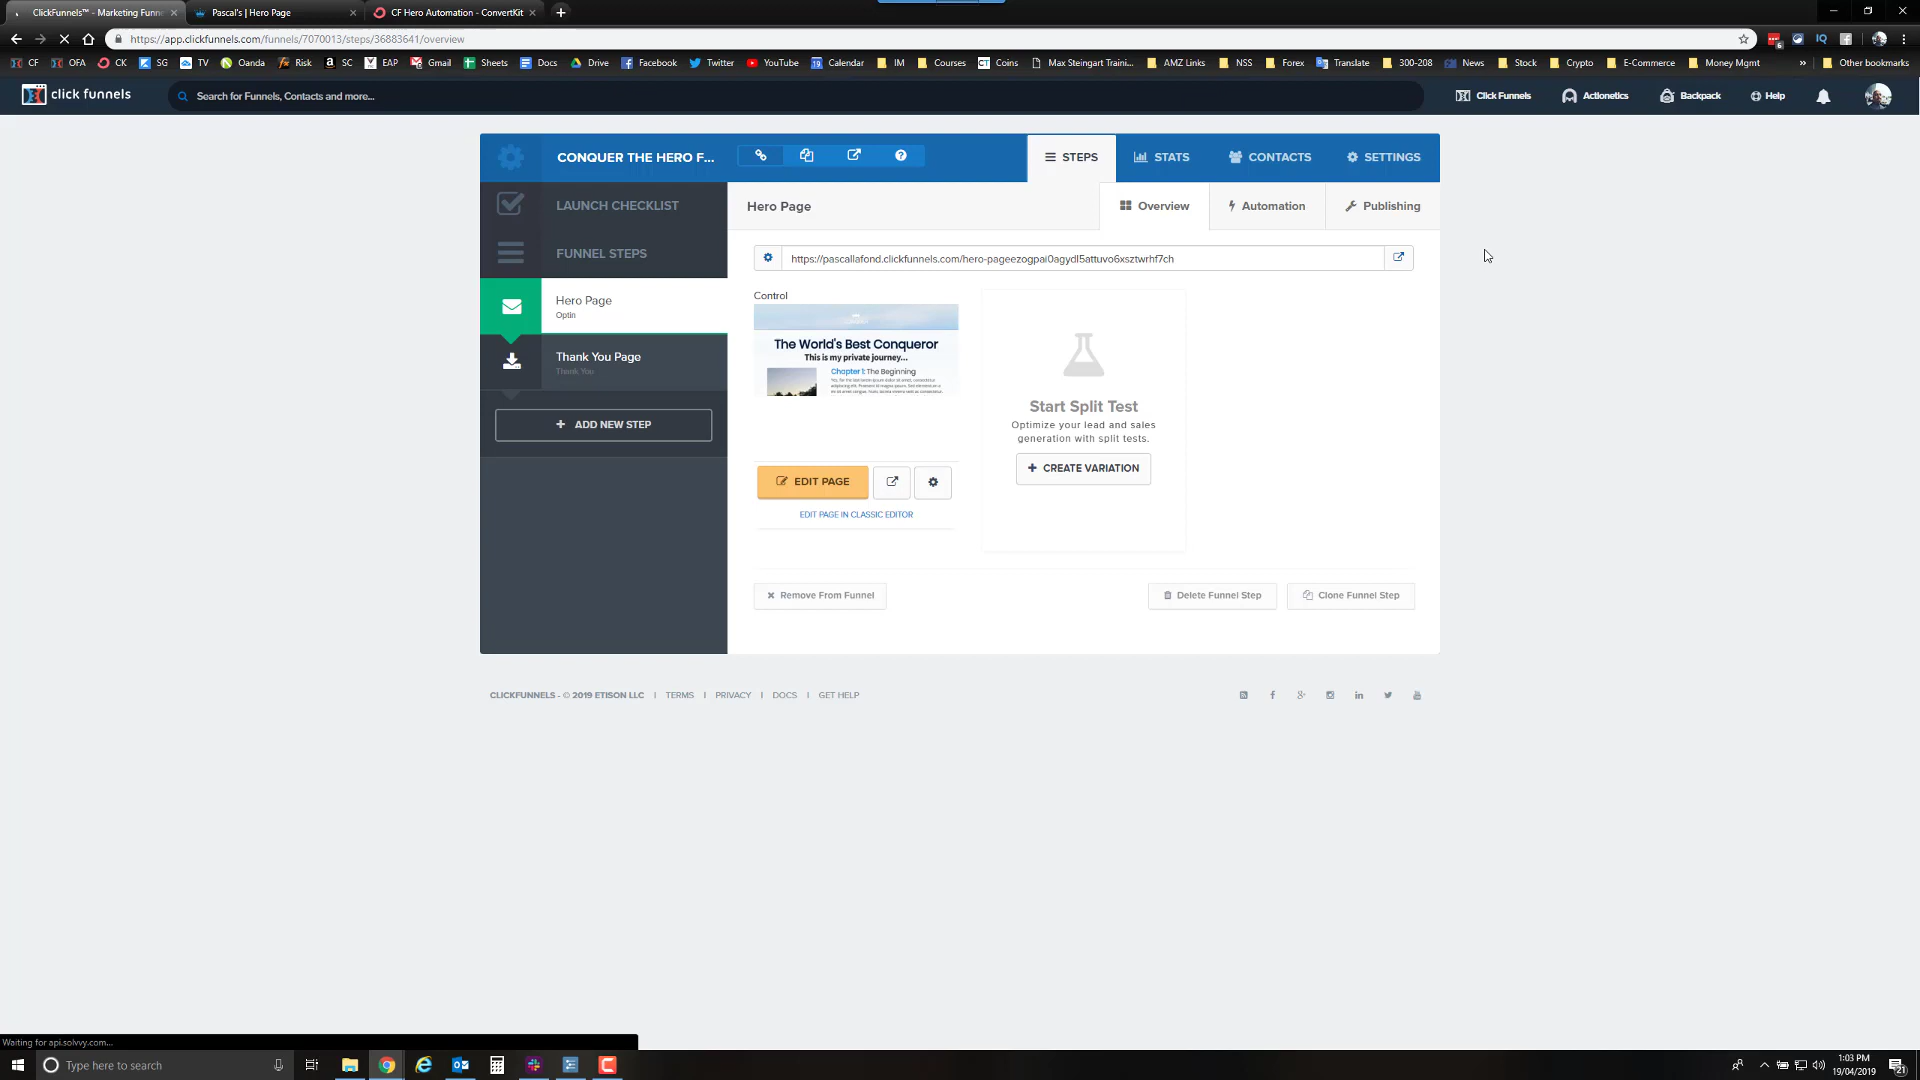 ClickFunnels™ - Marketing Funn
Pascal's | Hero Page
CF Hero Automation - ConvertKit
https://app.clickfunnels.com/funnels/7070013/steps/36883641/overview
CF
OFA
CK
SG
TV
Oanda
Risk
SC
EAP
Gmail
Sheets
Docs
Drive
Facebook
Twitter
YouTube
Calendar
IM
Courses
Coins
Max Steingart Traini...
AMZ Links
NSS
Forex
Translate
300-208
News
Stock
Crypto
E-Commerce
Money Mgmt
»
Other bookmarks
click funnels
Search for Funnels, Contacts and more...
Click Funnels
Actionetics
Backpack
Help
CONQUER THE HERO F...
STEPS
STATS
CONTACTS
SETTINGS
LAUNCH CHECKLIST
Hero Page
Overview
Automation
Publishing
FUNNEL STEPS
https://pascallafond.clickfunnels.com/hero-pageezogpai0agydl5attuvo6xsztwrhf7ch
Hero Page
Optin
Control
The World's Best Conqueror
This is my private journey...
Chapter 1: The Beginning
Thank You Page
Thank You
Start Split Test
Optimize your lead and sales
generation with split tests.
ADD NEW STEP
CREATE VARIATION
EDIT PAGE
EDIT PAGE IN CLASSIC EDITOR
Remove From Funnel
Delete Funnel Step
Clone Funnel Step
CLICKFUNNELS - © 2019 ETISON LLC | TERMS | PRIVACY | DOCS | GET HELP
Waiting for api.solvvy.com...
Type here to search
1:03 PM
19/04/2019
21